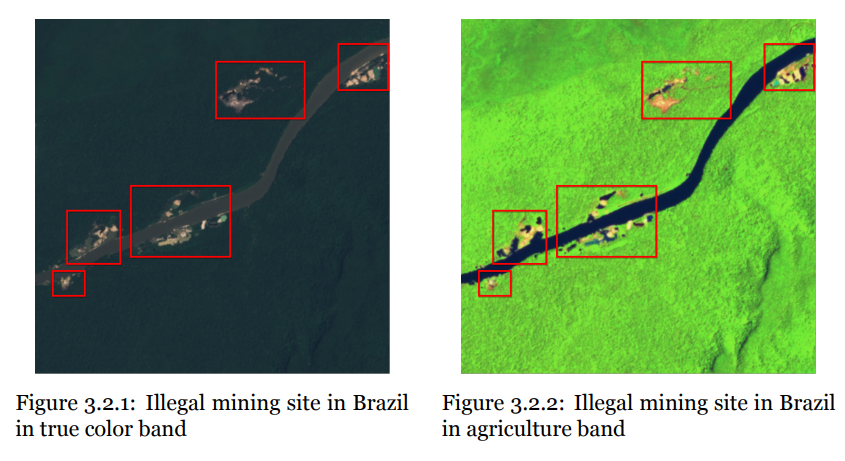 Figure 3.2.1: Illegal mining site in Brazil
in true color band
Figure 3.2.2: Illegal mining site in Brazil
in agriculture band